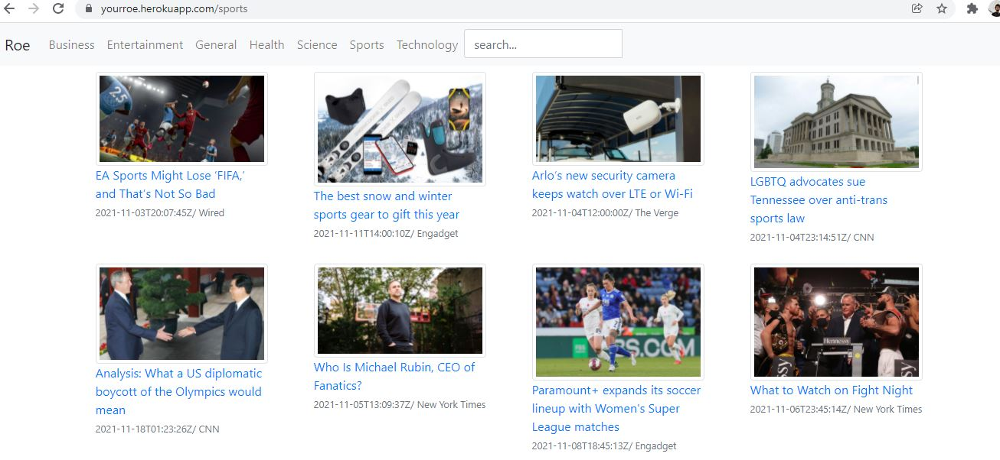 yourroe.herokuapp.com/sports
Roe Business Entertainment General Health Science Sports Technology search...
25
EA Sports Might Lose ‘FIFA,’
and That’s Not So Bad
2021-11-03T20:07:45Z/ Wired
The best snow and winter
sports gear to gift this year
2021-11-11T14:00:10Z/ Engadget
arlo
Arlo’s new security camera
keeps watch over LTE or Wi-Fi
2021-11-04T12:00:00Z/ The Verge
LGBTQ advocates sue
Tennessee over anti-trans
sports law
2021-11-04T23:14:51Z/ CNN
Analysis: What a US diplomatic
boycott of the Olympics would
mean
2021-11-18T01:23:26Z/ CNN
Who Is Michael Rubin, CEO of
Fanatics?
2021-11-05T13:09:37Z/ New York Times
S.COM
Paramount+ expands its soccer
lineup with Women's Super
League matches
2021-11-08T18:45:13Z/ Engadget
Hennessy
What to Watch on Fight Night
2021-11-06T23:45:14Z/ New York Times